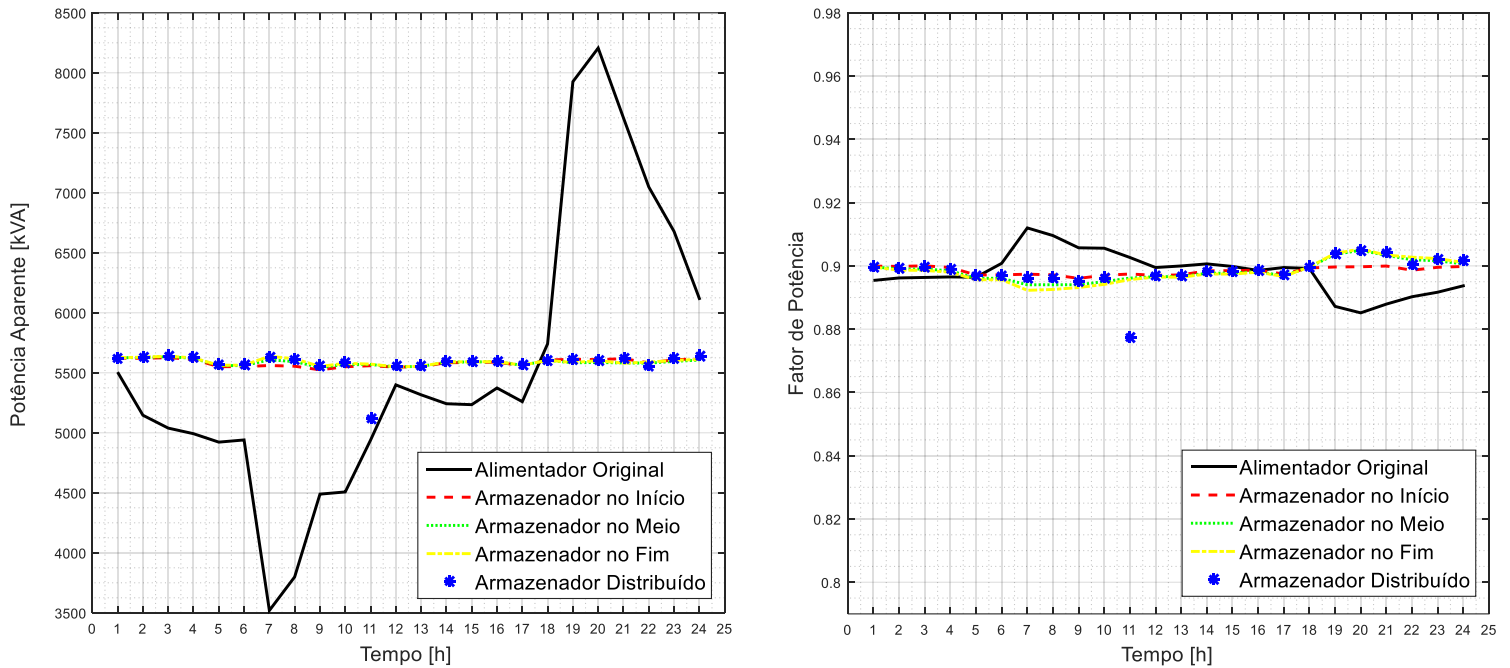 8500
8000
7500
7000
6500
6000
5500
5000
4500
4000
3500
Potência Aparente [kVA]
0 1 2 3 4 5 6 7 8 9 10 11 12 13 14 15 16 17 18 19 20 21 22 23 24 25
Tempo [h]
Alimentador Original
Armazenador no Início
Armazenador no Meio
Armazenador no Fim
Armazenador Distribuído
0.98
0.96
0.94
0.92
0.9
0.88
0.86
0.84
0.82
0.8
Fator de Potência
0 1 2 3 4 5 6 7 8 9 10 11 12 13 14 15 16 17 18 19 20 21 22 23 24 25
Tempo [h]
Alimentador Original
Armazenador no Início
Armazenador no Meio
Armazenador no Fim
Armazenador Distribuído